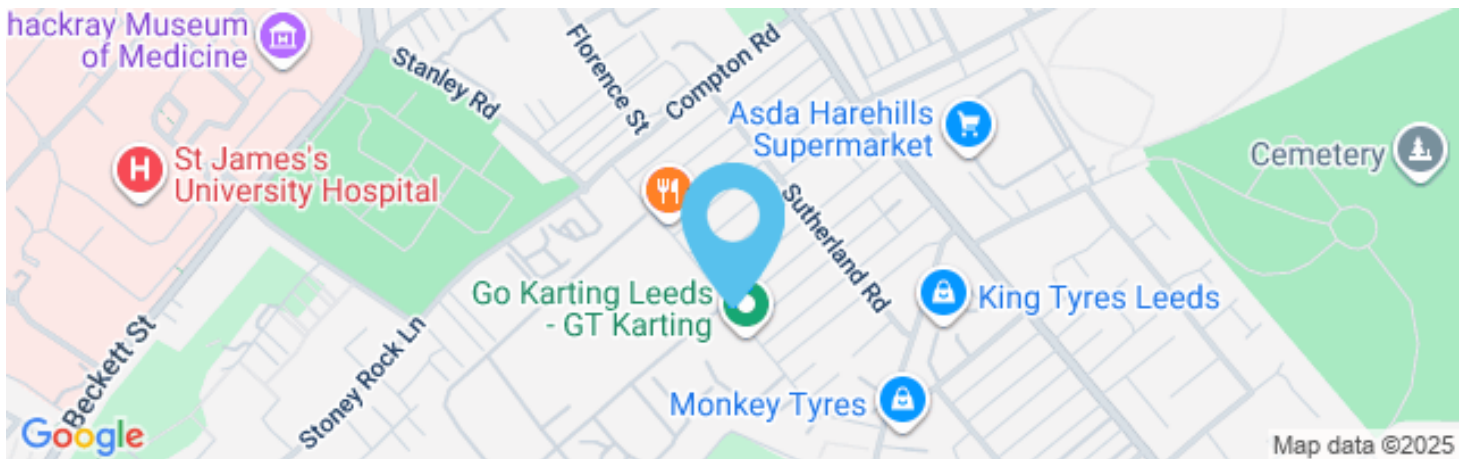 hackray Museum
of Medicine
Stanley Rd
Florence St
Compton Rd
Asda Harehills
Supermarket
Cemetery
H
St James's
University Hospital
Sutherland Rd
Go Karting Leeds
- GT Karting
King Tyres Leeds
Beckett St
Stoney Rock Ln
Monkey Tyres
Google
Map data ©2025